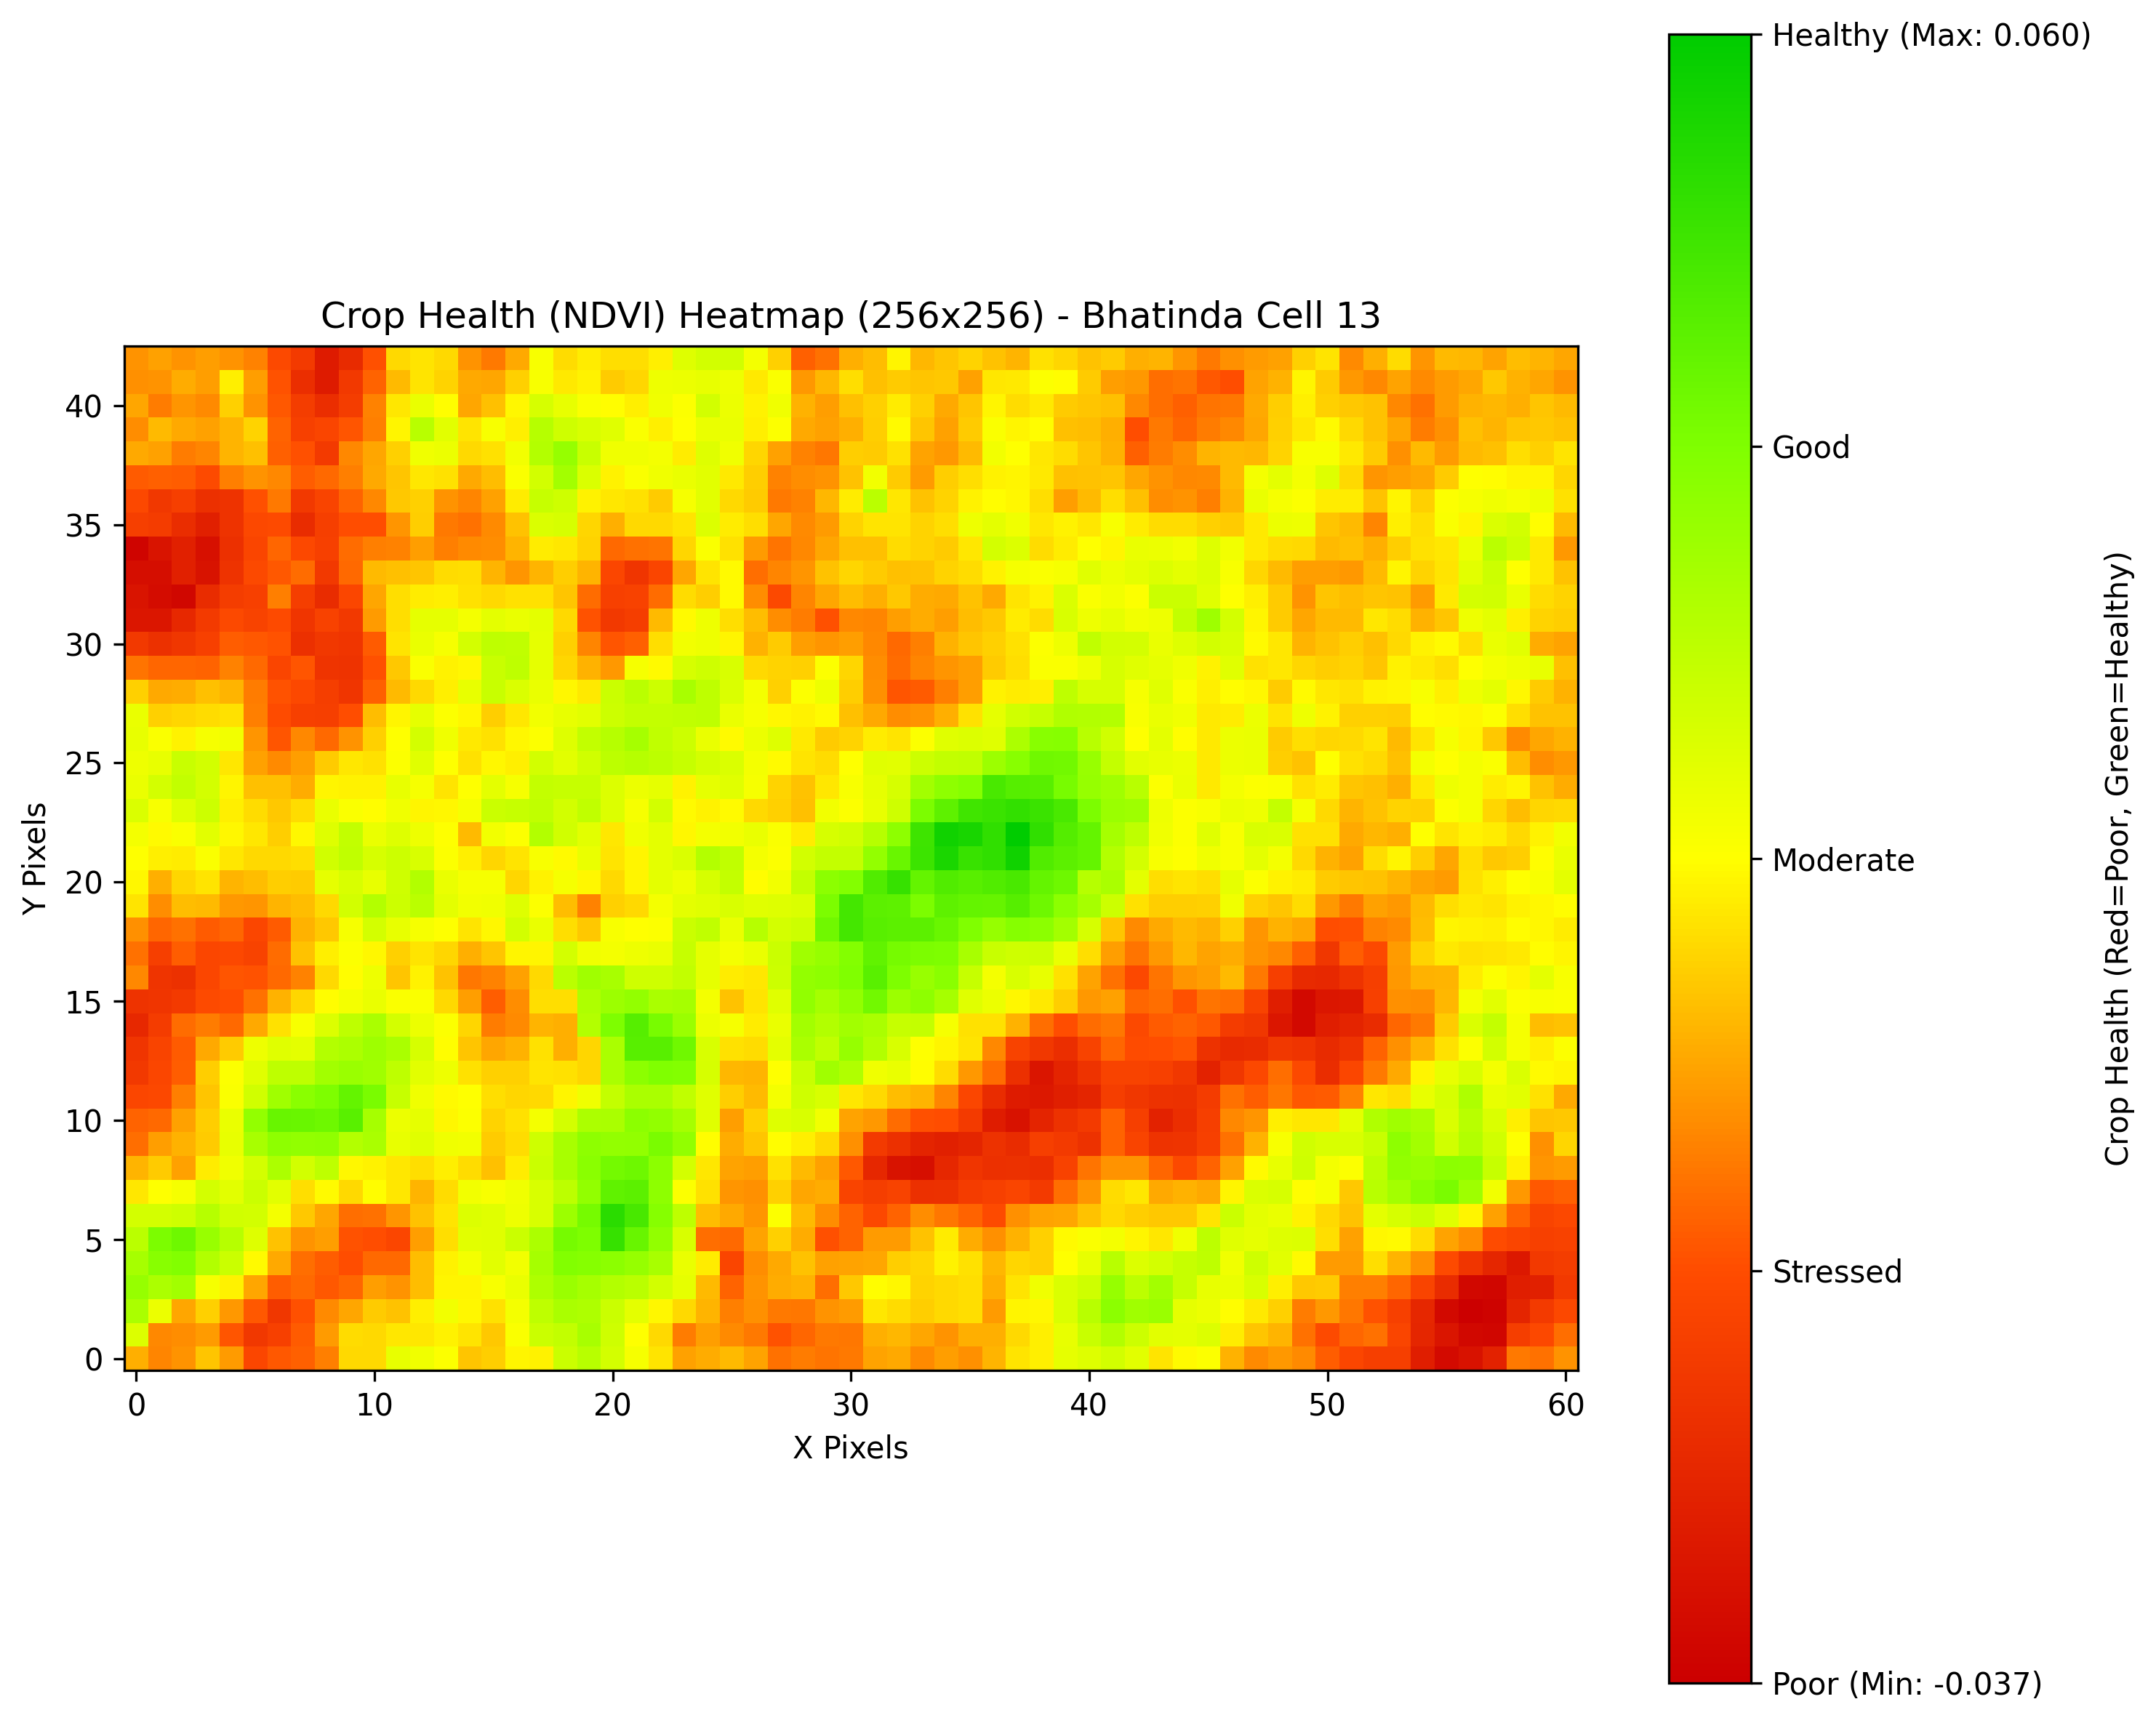 Crop Health (NDVI) Heatmap (256x256) - Bhatinda Cell 13
Y Pixels
40
35
30
25
20
15
10
5
0
0 10 20 30 40 50 60
X Pixels
Healthy (Max: 0.060)
Good
Moderate
Stressed
Poor (Min: -0.037)
Crop Health (Red=Poor, Green=Healthy)